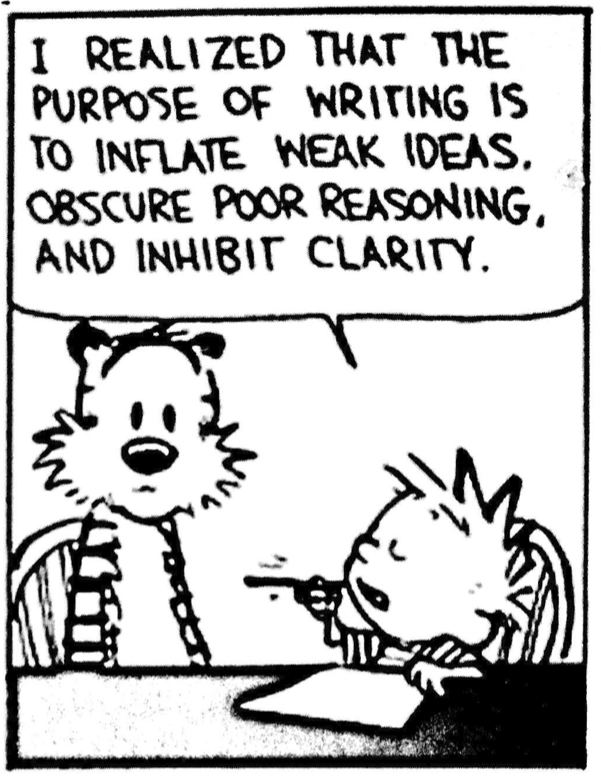 I REALIZED THAT THE
PURPOSE OF WRITING IS
TO INFLATE WEAK IDEAS.
OBSCURE POOR REASONING,
AND INHIBIT CLARITY.